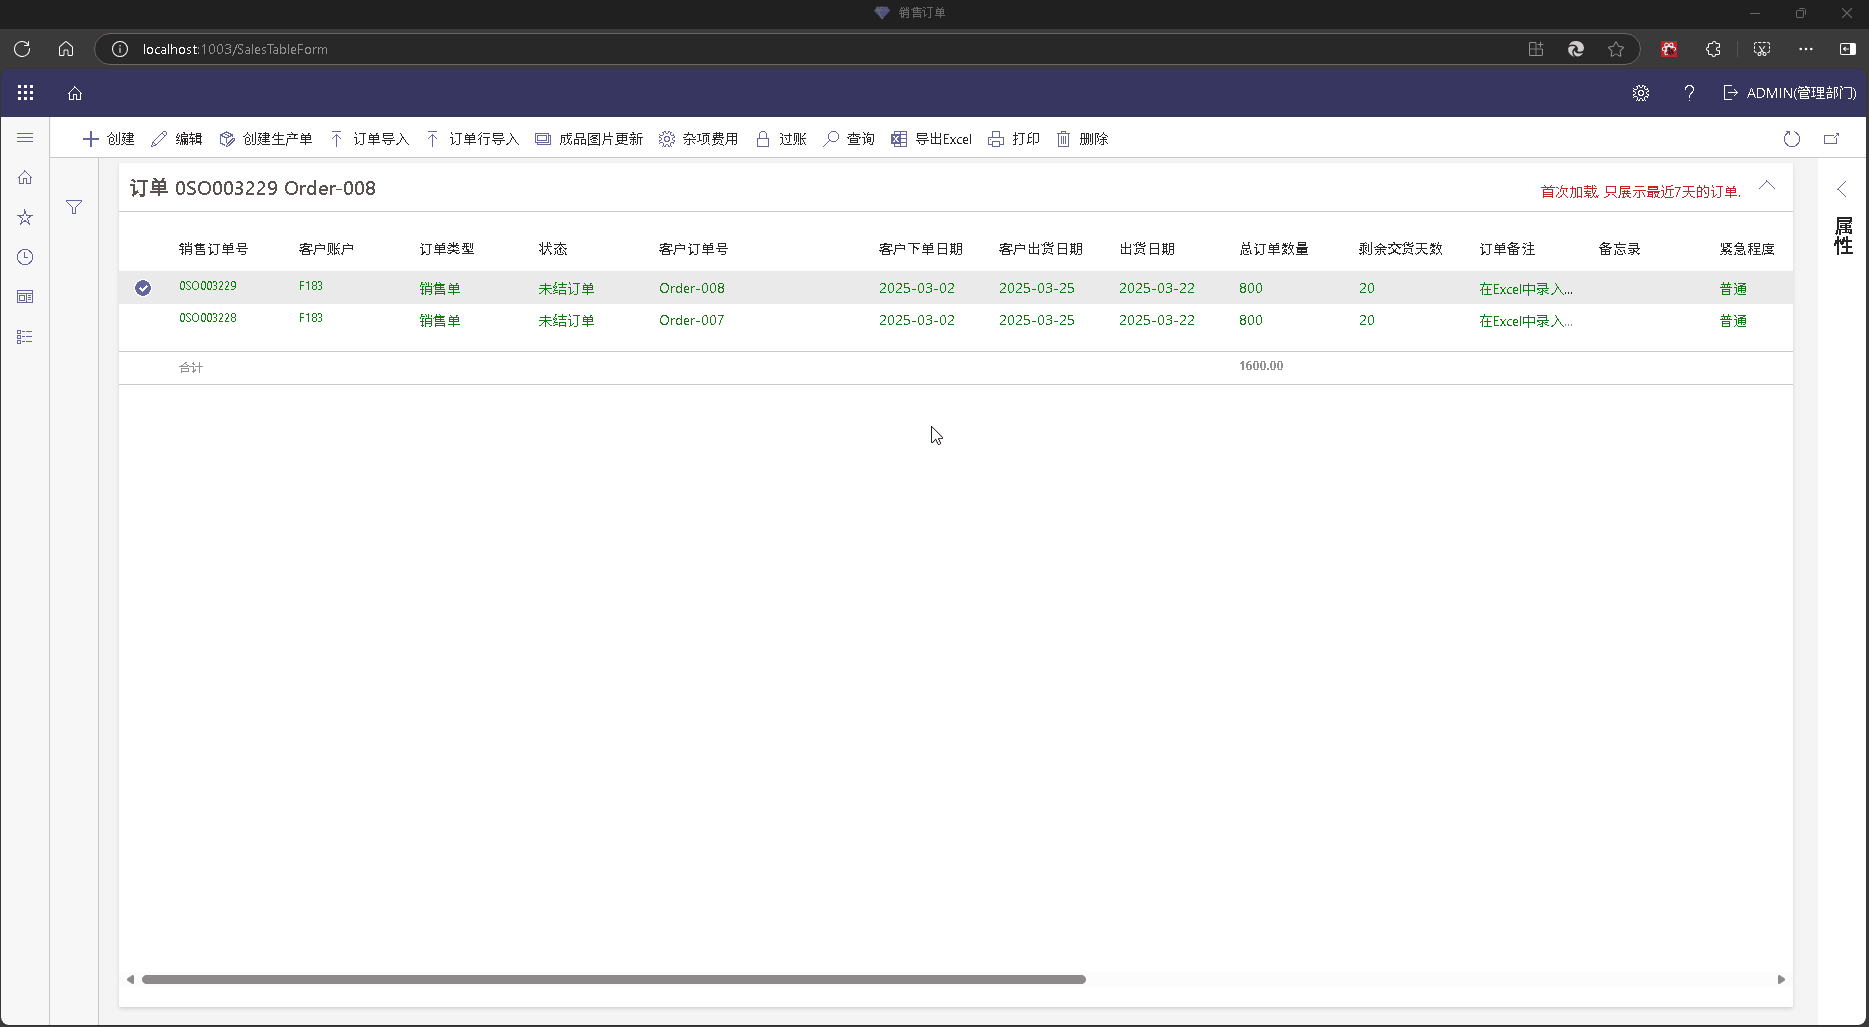 销售订单
localhost:1003/SalesTableForm
ADMIN(管理部门)
创建 编辑 创建生产单 订单导入 订单行导入 成品图片更新 杂项费用 过账 查询 导出Excel 打印 删除
订单 0SO003229 Order-008
首次加载, 只展示最近7天的订单.
属性
销售订单号 客户账户 订单类型 状态 客户订单号 客户下单日期 客户出货日期 出货日期 总订单数量 剩余交货天数 订单备注 备忘录 紧急程度
0SO003229 F183 销售单 未结订单 Order-008 2025-03-02 2025-03-25 2025-03-22 800 20 在Excel中录入... 普通
0SO003228 F183 销售单 未结订单 Order-007 2025-03-02 2025-03-25 2025-03-22 800 20 在Excel中录入... 普通
合计 1600.00